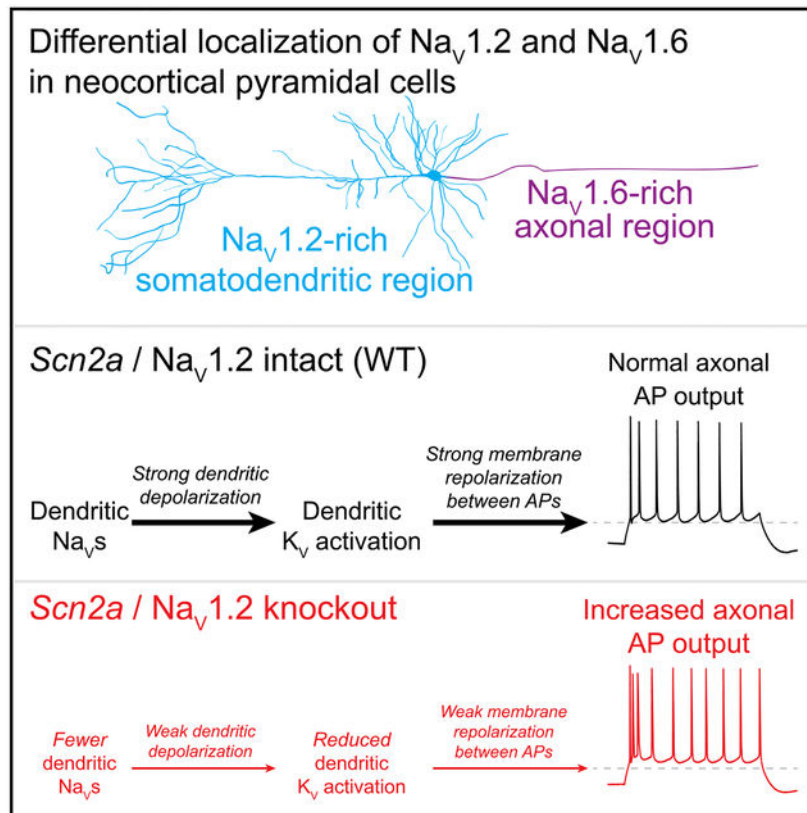 Differential localization of NaV1.2 and NaV1.6
in neocortical pyramidal cells
NaV1.6-rich
axonal region
NaV1.2-rich
somatodendritic region
Scn2a / NaV1.2 intact (WT)
Normal axonal
AP output
Strong dendritic
depolarization
Strong membrane
repolarization
between APs
Dendritic
NaVs
Dendritic
KV activation
Scn2a / NaV1.2 knockout
Increased axonal
AP output
Fewer
dendritic
NaVs
Weak dendritic
depolarization
Reduced
dendritic
KV activation
Weak membrane
repolarization
between APs